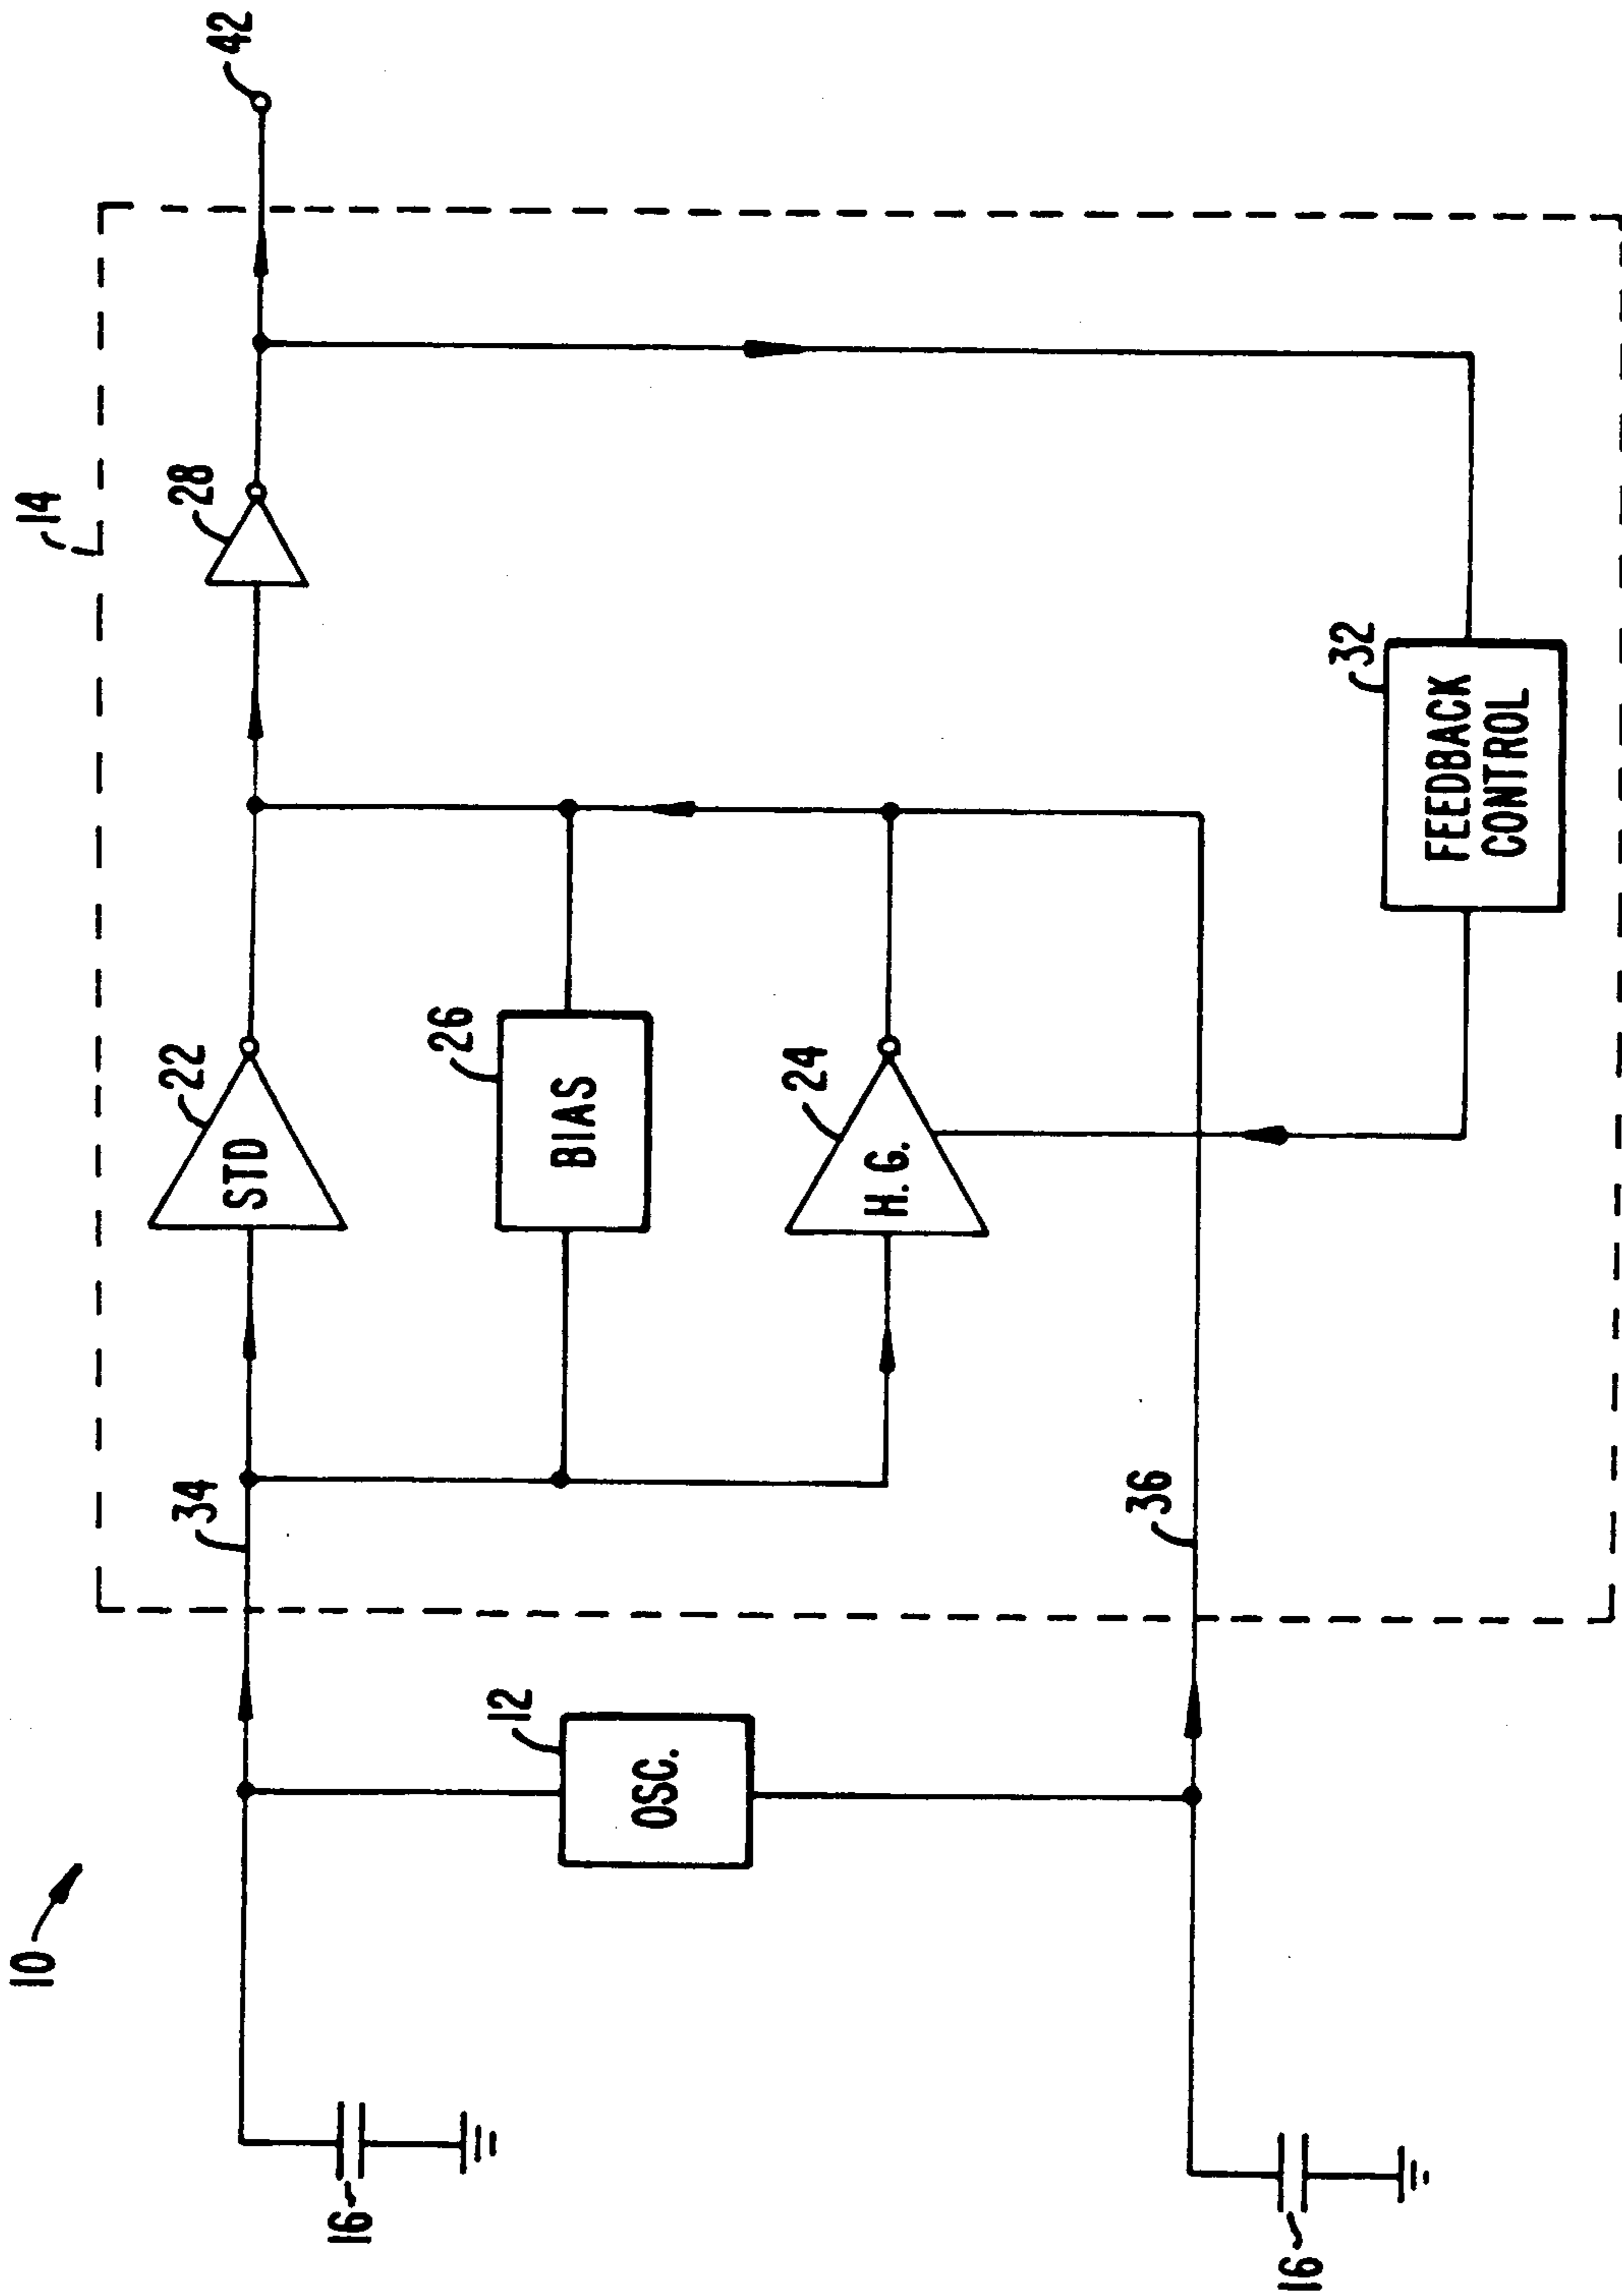 10
14
42
34
22
STD
28
12
OSC.
26
BIAS
24
H.G.
16
36
32
FEEDBACK
CONTROL
16